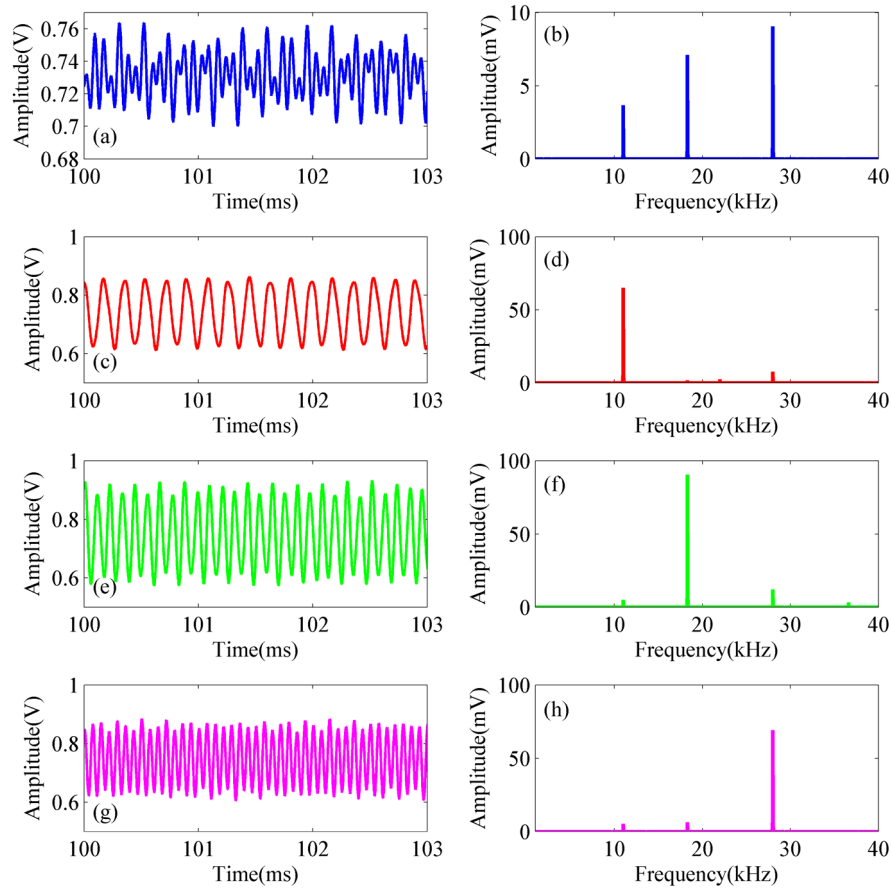 Amplitude(V)
0.76
0.74
0.72
0.7
0.68
(a)
100
101
102
103
Time(ms)
Amplitude(mV)
10
5
0
(b)
10
20
30
40
Frequency(kHz)
Amplitude(V)
1
0.8
0.6
(c)
100
101
102
103
Time(ms)
Amplitude(mV)
100
50
0
(d)
10
20
30
40
Frequency(kHz)
Amplitude(V)
1
0.8
0.6
(e)
100
101
102
103
Time(ms)
Amplitude(mV)
100
50
0
(f)
10
20
30
40
Frequency(kHz)
Amplitude(V)
1
0.8
0.6
(g)
100
101
102
103
Time(ms)
Amplitude(mV)
100
50
0
(h)
10
20
30
40
Frequency(kHz)